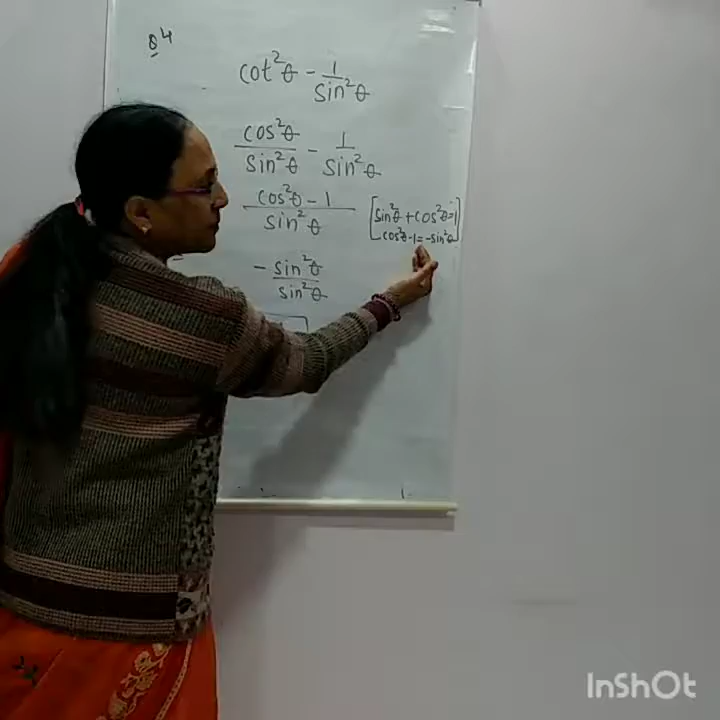 Q 4
cot²θ - 1/sin²θ
cos²θ/sin²θ - 1/sin²θ
cos²θ - 1/sin²θ
[sin²θ + cos²θ = 1
cos²θ - 1 = - sin²θ]
- sin²θ/sin²θ
InShOt